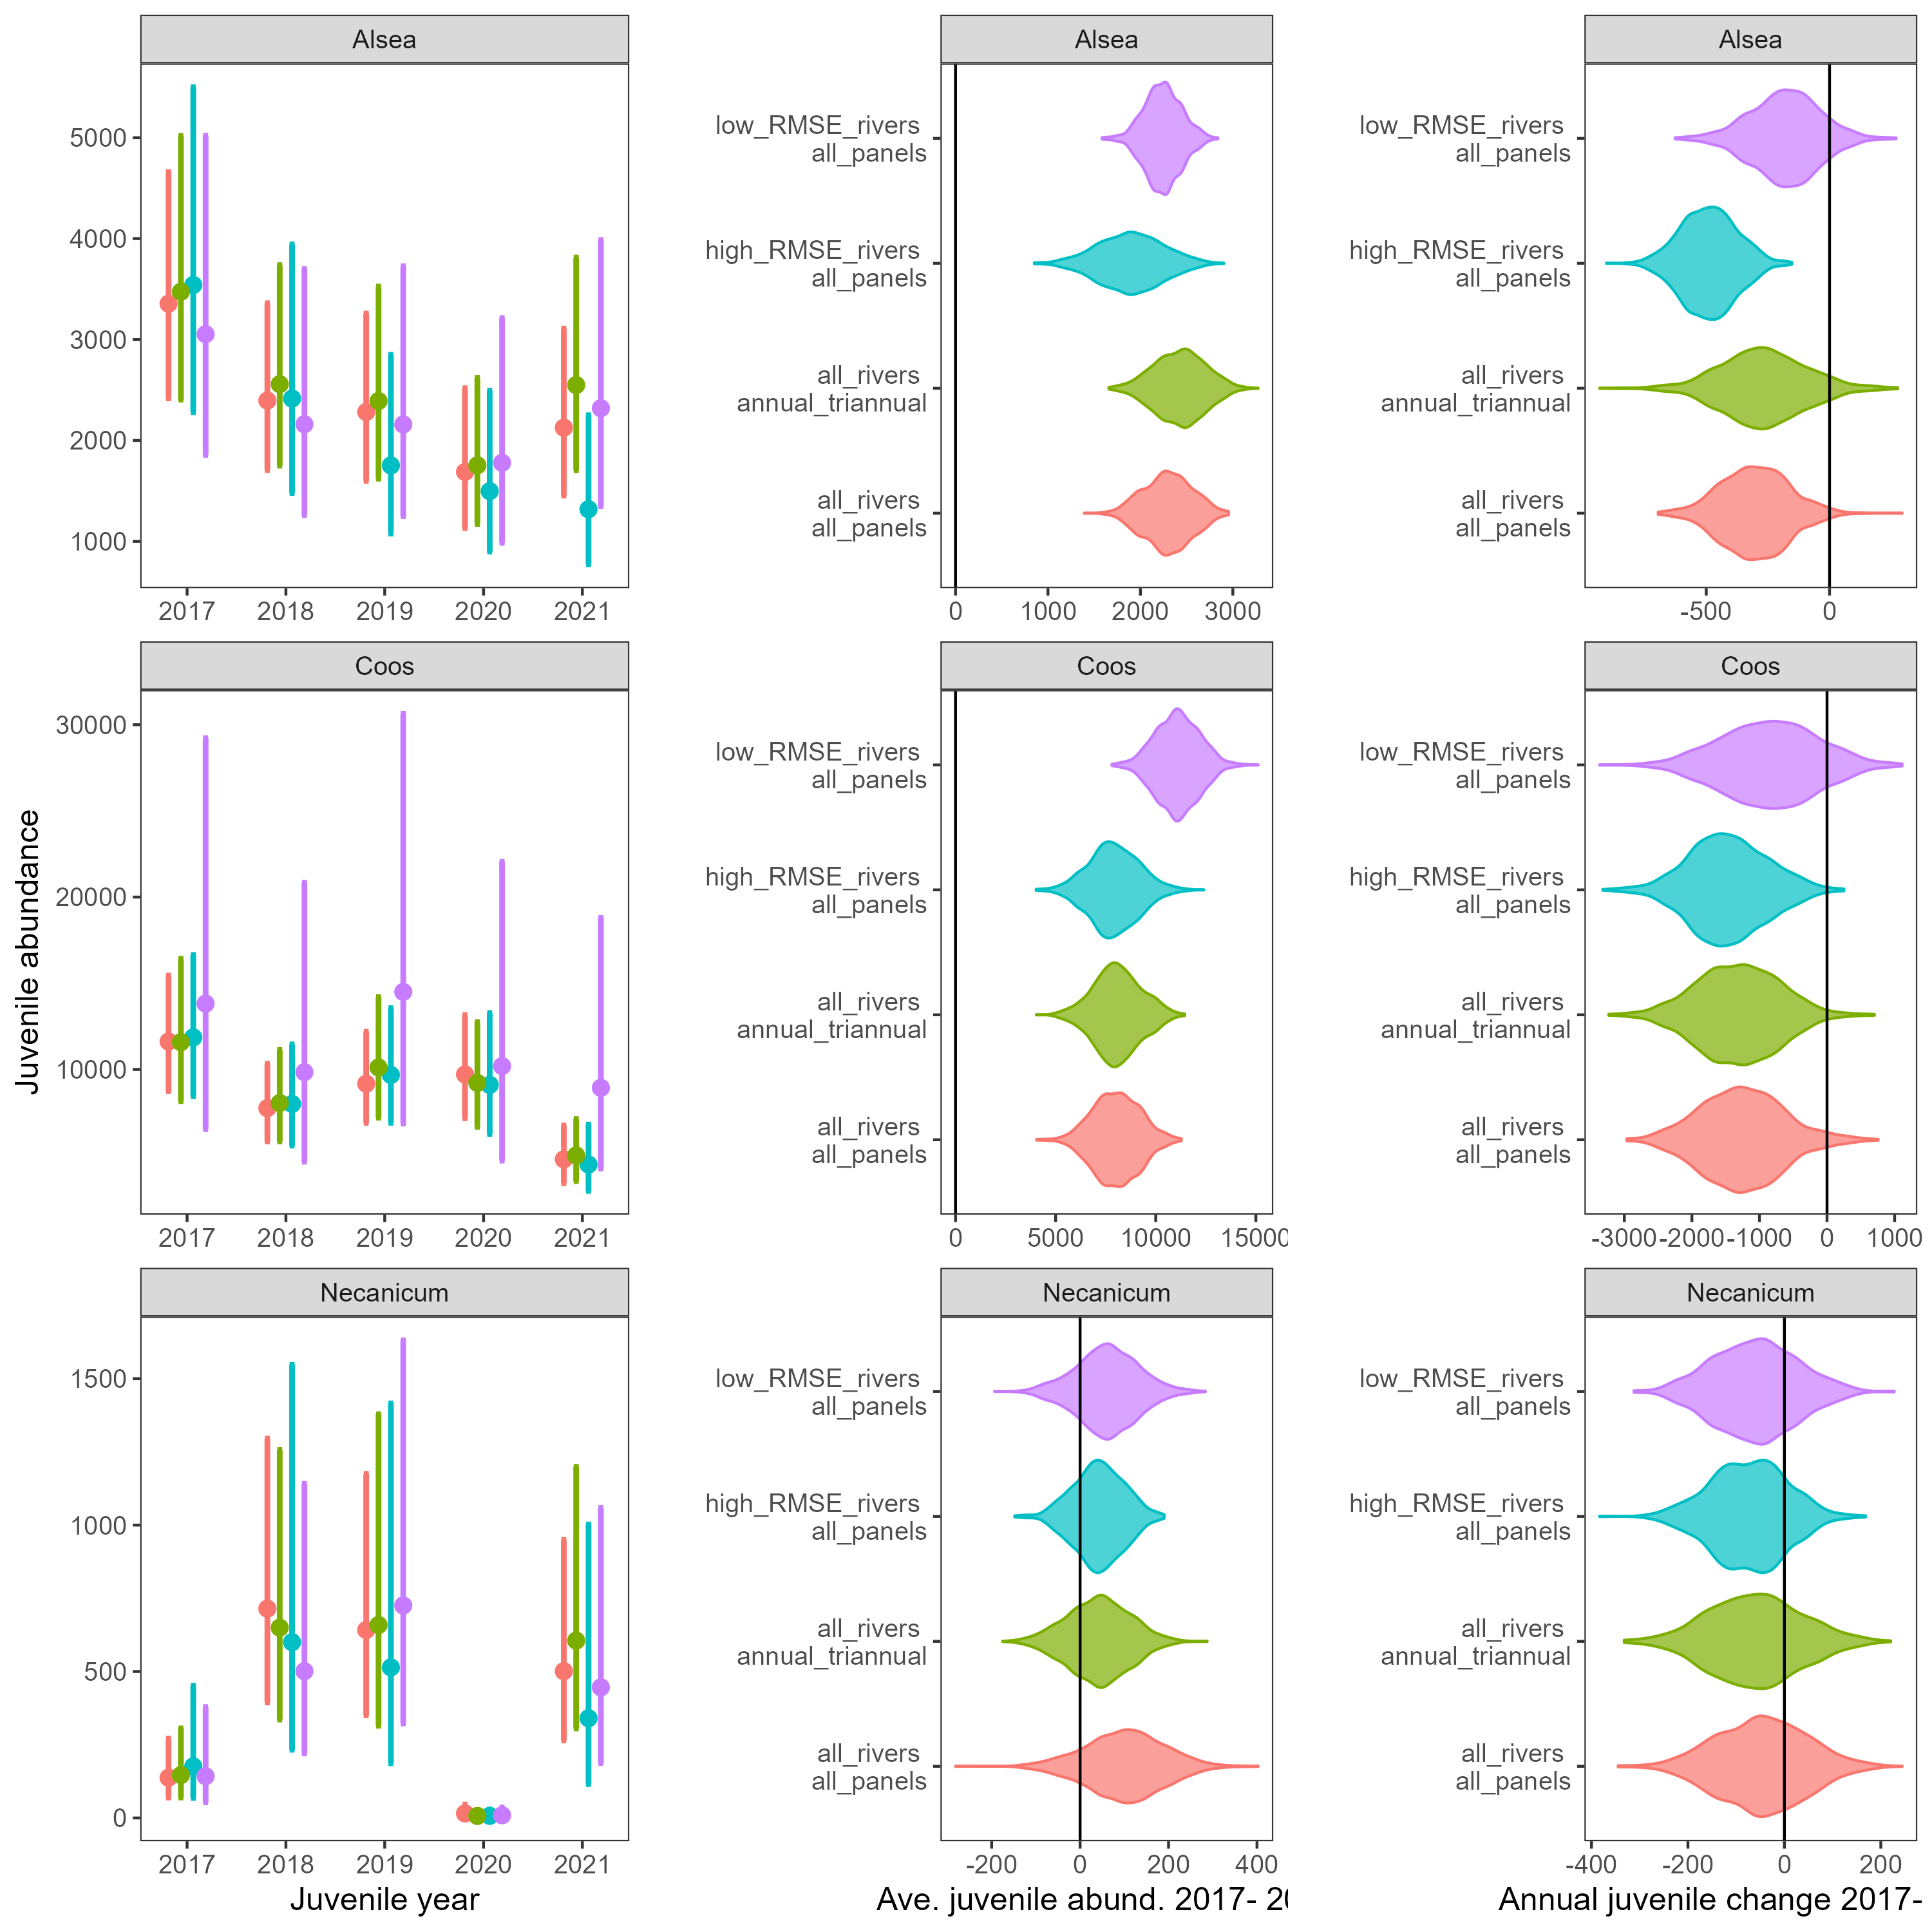 Alsea
Alsea
Alsea
5000
4000
3000
2000
1000
2017 2018 2019 2020 2021
low_RMSE_rivers
all_panels
high_RMSE_rivers
all_panels
all_rivers
annual_triannual
all_rivers
all_panels
0 1000 2000 3000
low_RMSE_rivers
all_panels
high_RMSE_rivers
all_panels
all_rivers
annual_triannual
all_rivers
all_panels
-500 0
Juvenile abundance
Coos
Coos
Coos
30000
20000
10000
2017 2018 2019 2020 2021
low_RMSE_rivers
all_panels
high_RMSE_rivers
all_panels
all_rivers
annual_triannual
all_rivers
all_panels
0 5000 10000 15000
low_RMSE_rivers
all_panels
high_RMSE_rivers
all_panels
all_rivers
annual_triannual
all_rivers
all_panels
-3000 -2000 -1000 0 1000
Necanicum
Necanicum
Necanicum
1500
1000
500
0
2017 2018 2019 2020 2021
Juvenile year
low_RMSE_rivers
all_panels
high_RMSE_rivers
all_panels
all_rivers
annual_triannual
all_rivers
all_panels
-200 0 200 400
Ave. juvenile abund. 2017-
low_RMSE_rivers
all_panels
high_RMSE_rivers
all_panels
all_rivers
annual_triannual
all_rivers
all_panels
-400 -200 0 200
Annual juvenile change 2017-